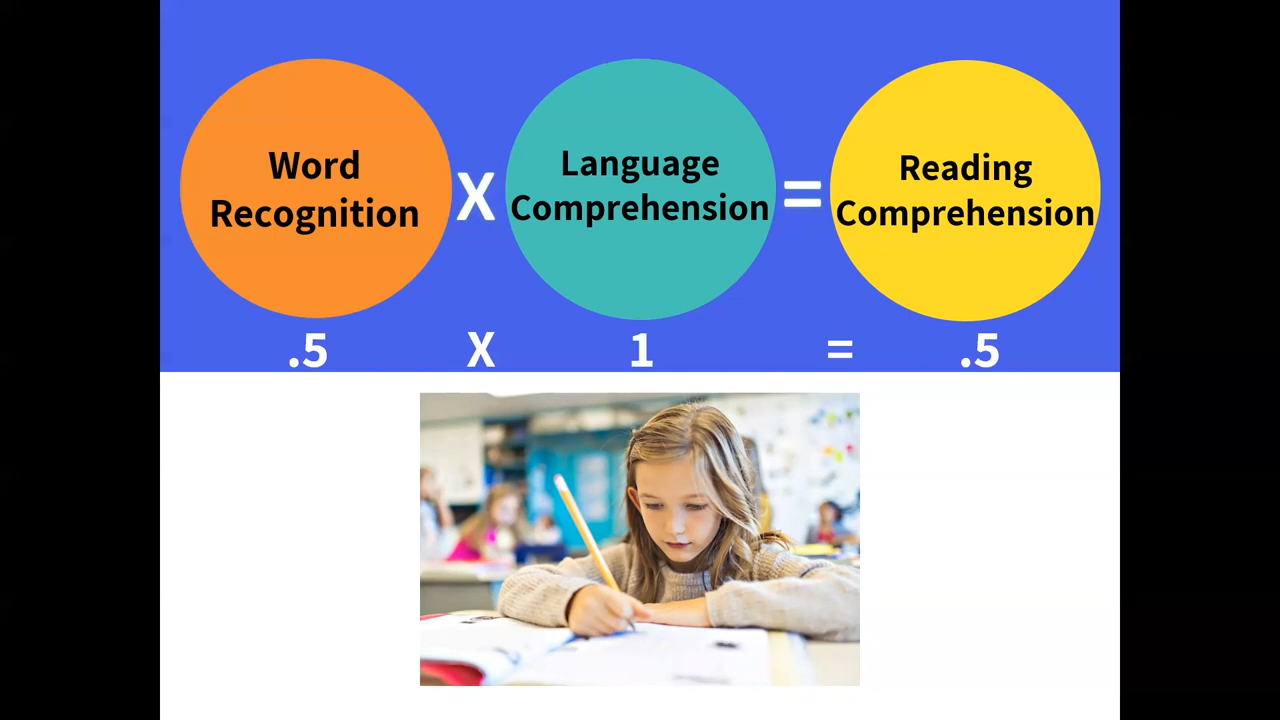 Word
Recognition
X
Language
Comprehension
=
Reading
Comprehension
.5 X 1 = .5